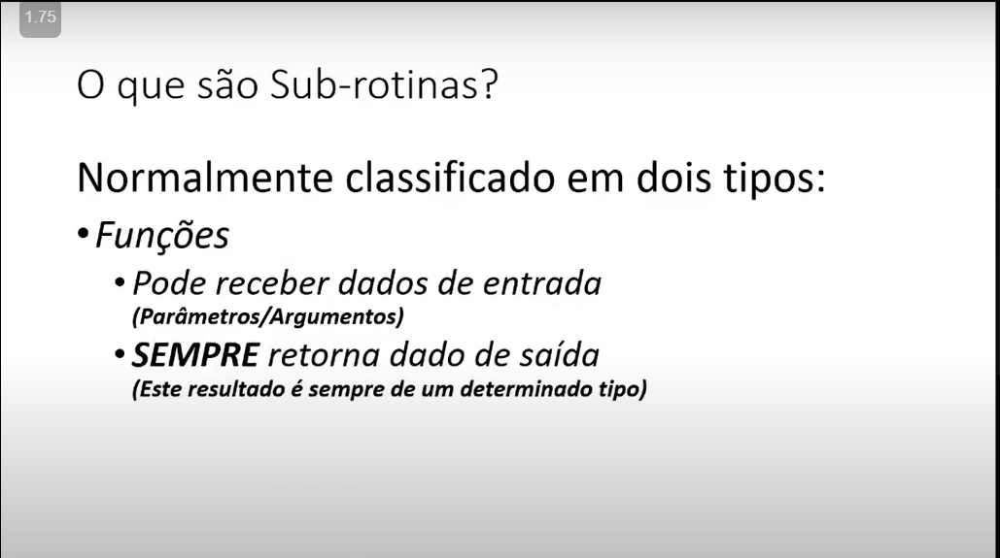 1.75
O que são Sub-rotinas?
Normalmente classificado em dois tipos:
•Funções
• Pode receber dados de entrada
(Parâmetros/Argumentos)
• SEMPRE retorna dado de saída
(Este resultado é sempre de um determinado tipo)